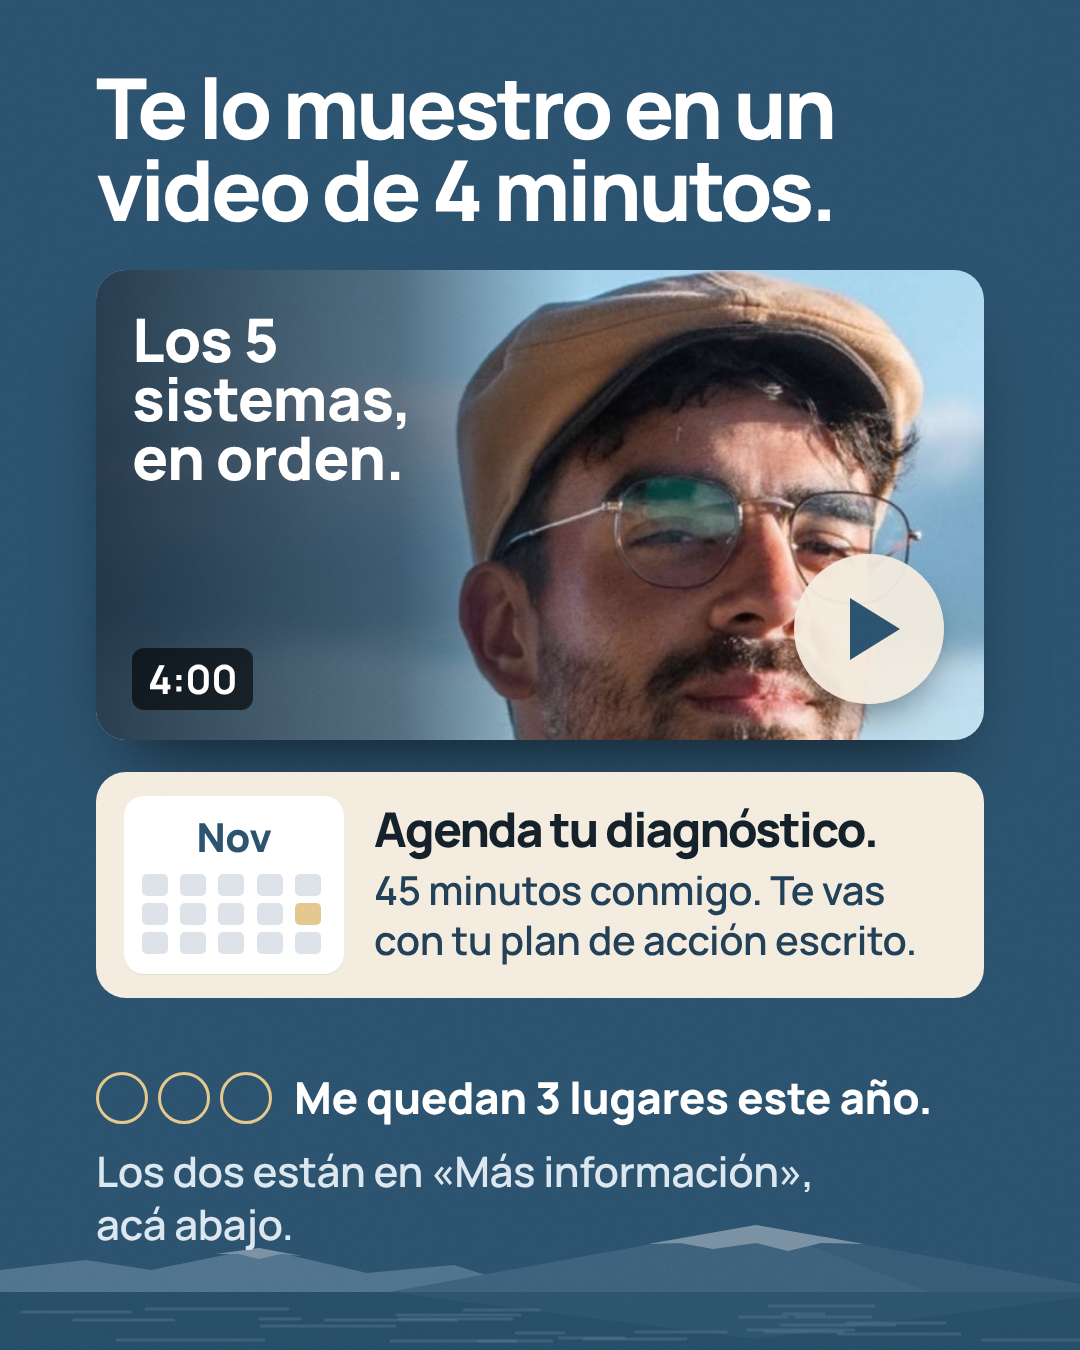 Te lo muestro en un
video de 4 minutos.
Los 5
sistemas,
en orden.
4:00
Nov
Agenda tu diagnóstico.
45 minutos conmigo. Te vas
con tu plan de acción escrito.
Me quedan 3 lugares este año.
Los dos están en «Más información»,
acá abajo.